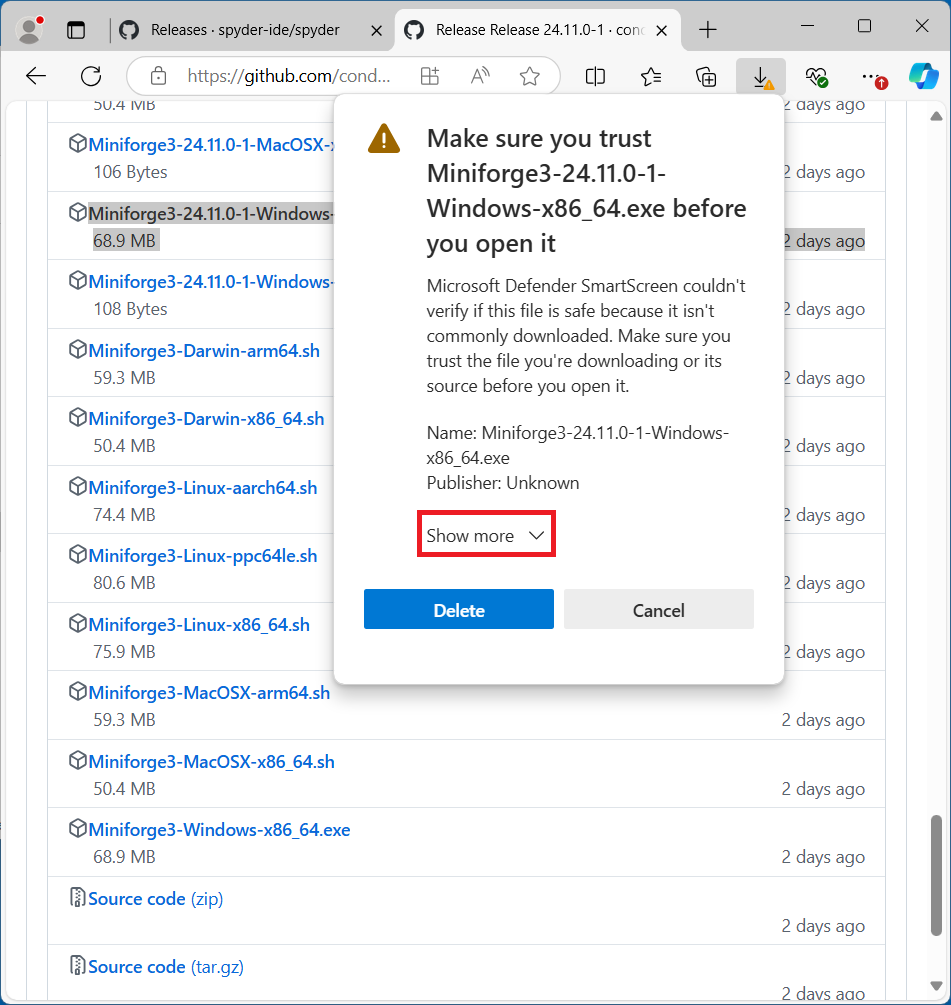 Releases · spyder-ide/spyder
Release Release 24.11.0-1 · con
https://github.com/cond...
50.4 MB
2 days ago
Miniforge3-24.11.0-1-MacOSX-
106 Bytes
2 days ago
Miniforge3-24.11.0-1-Windows-
68.9 MB
2 days ago
Miniforge3-24.11.0-1-Windows-
108 Bytes
2 days ago
Miniforge3-Darwin-arm64.sh
59.3 MB
2 days ago
Miniforge3-Darwin-x86_64.sh
50.4 MB
2 days ago
Miniforge3-Linux-aarch64.sh
74.4 MB
2 days ago
Miniforge3-Linux-ppc64le.sh
80.6 MB
2 days ago
Miniforge3-Linux-x86_64.sh
75.9 MB
2 days ago
Miniforge3-MacOSX-arm64.sh
59.3 MB
2 days ago
Miniforge3-MacOSX-x86_64.sh
50.4 MB
2 days ago
Miniforge3-Windows-x86_64.exe
68.9 MB
2 days ago
Source code (zip)
2 days ago
Source code (tar.gz)
2 days ago
Make sure you trust
Miniforge3-24.11.0-1-
Windows-x86_64.exe before
you open it
Microsoft Defender SmartScreen couldn't
verify if this file is safe because it isn't
commonly downloaded. Make sure you
trust the file you're downloading or its
source before you open it.
Name: Miniforge3-24.11.0-1-Windows-
x86_64.exe
Publisher: Unknown
Show more
Delete
Cancel